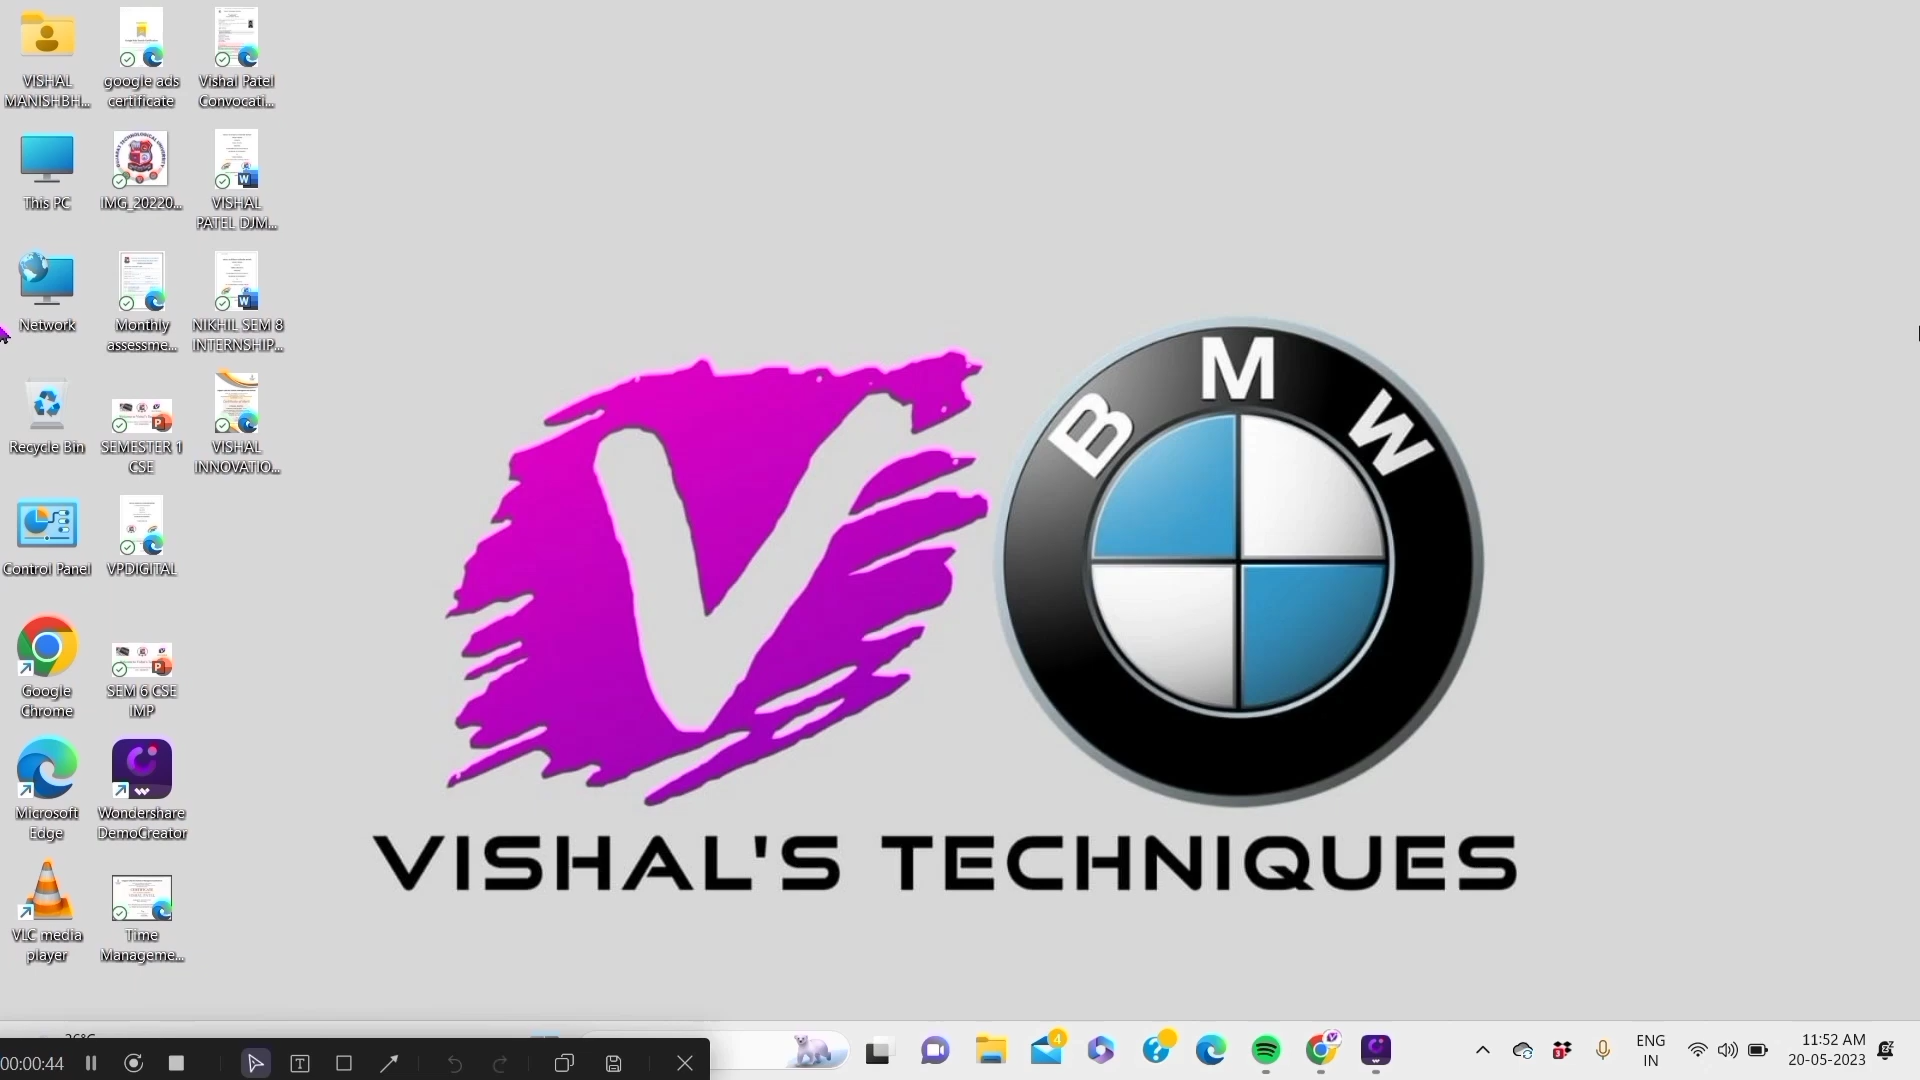 VISHAL
MANISHBH...
google ads
certificate
Vishal Patel
Convocati...
This PC
IMG_20220...
VISHAL
PATEL DJM...
Network
Monthly
assessme...
NIKHIL SEM 8
INTERNSHIP...
Recycle Bin
SEMESTER 1
CSE
VISHAL
INNOVATIO...
Control Panel
VPDIGITAL
Google
Chrome
SEM 6 CSE
IMP
Microsoft
Edge
Wondershare
DemoCreator
VLC media
player
Time
Manageme...
V
B M W
VISHAL'S TECHNIQUES
00:00:44
4
3
ENG
IN
11:52 AM
20-05-2023